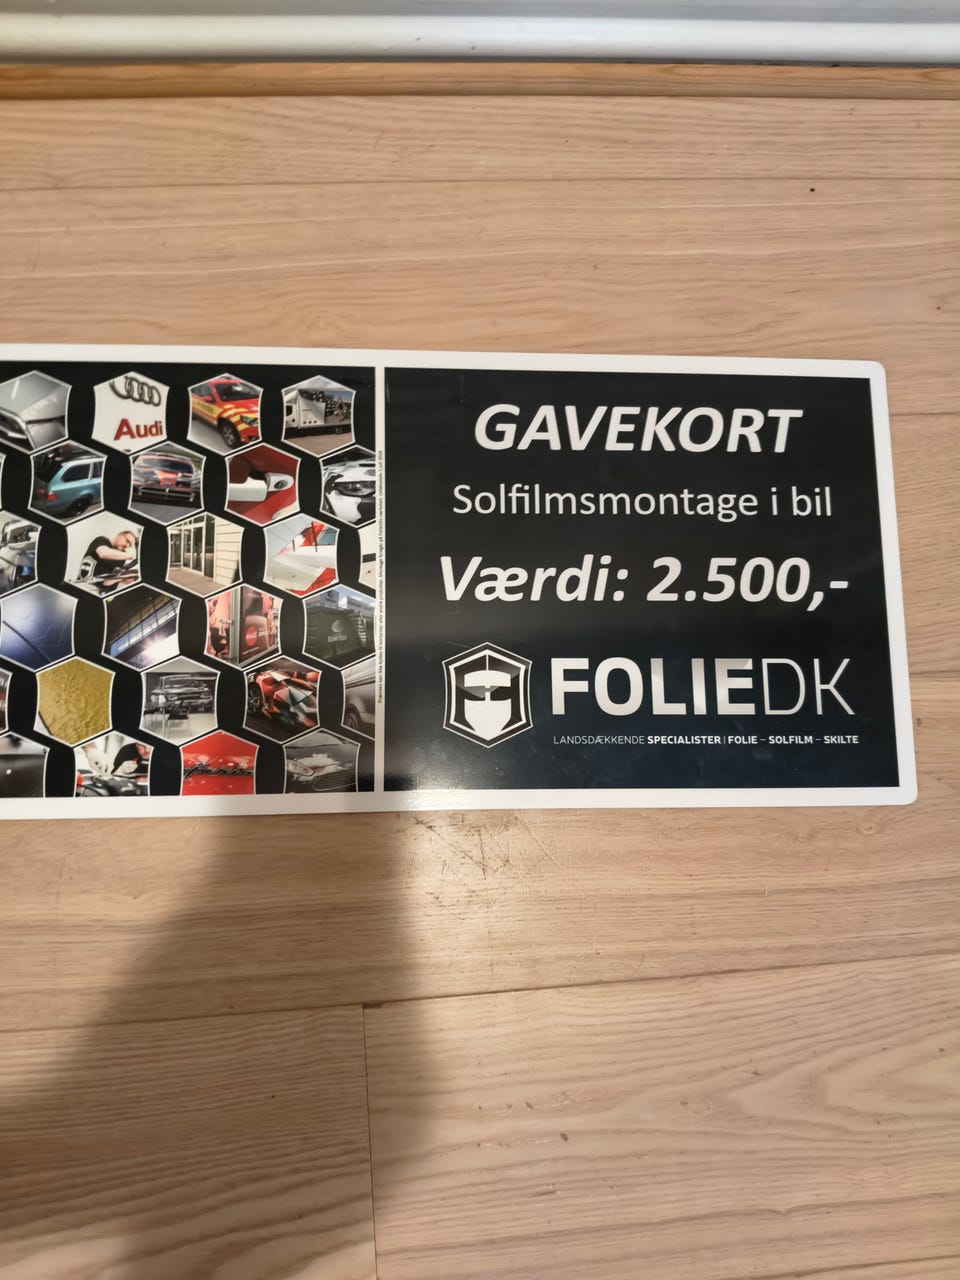 Audi
GAVEKORT
Solfilmsmontage i bil
Værdi: 2.500,-
FOLIEDK
LANDSDÆKKENDE SPECIALISTER | FOLIE – SOLFILM – SKILTE